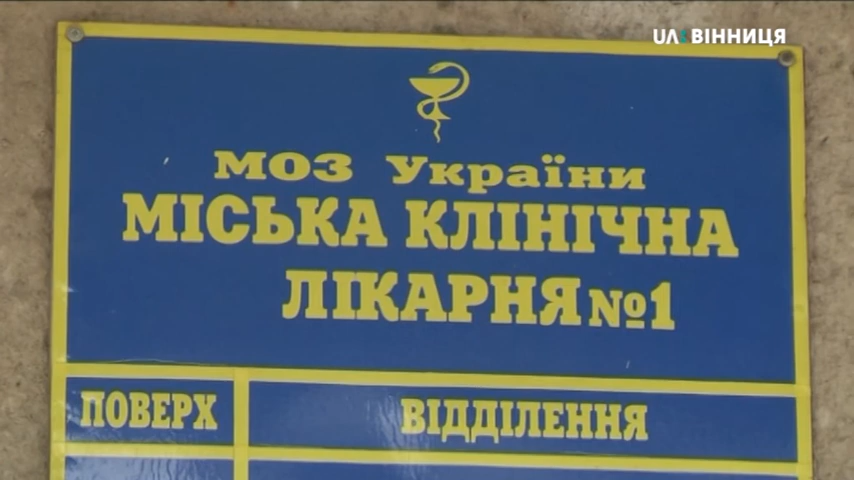 UA: ВІННИЦЯ
МОЗ України
МІСЬКА КЛІНІЧНА
ЛІКАРНЯ №1
ПОВЕРХ ВІДДІЛЕННЯ